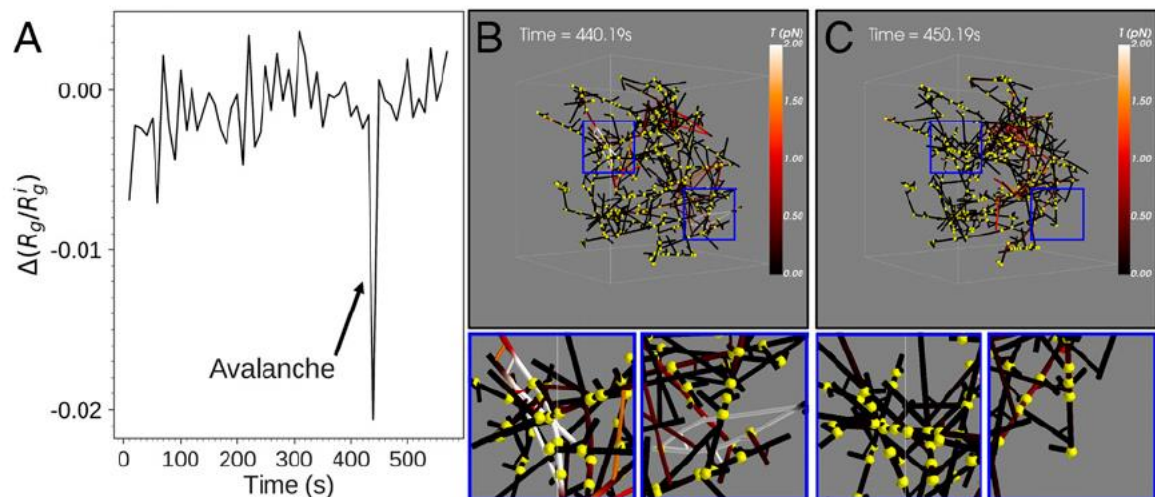 A
0.00
-0.01
-0.02
Δ(R_g/R_g^i)
Avalanche
0 100 200 300 400 500
Time (s)
B
Time = 440.19s
T (pN)
2.00
1.50
1.00
0.50
0.00
C
Time = 450.19s
T (pN)
2.00
1.50
1.00
0.50
0.00